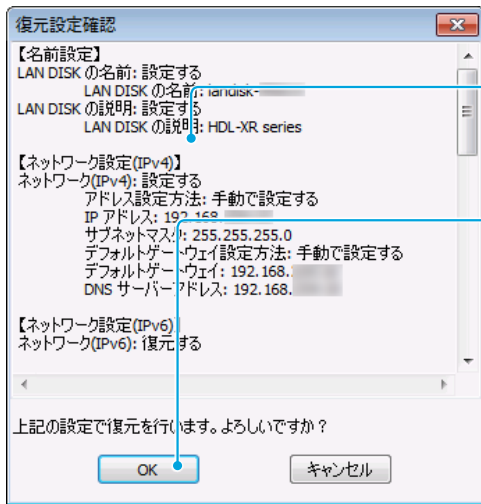 復元設定確認
【名前設定】
LAN DISK の名前: 設定する
LAN DISK の名前: landisk-
LAN DISK の説明: 設定する
LAN DISK の説明: HDL-XR series
【ネットワーク設定(IPv4)】
ネットワーク(IPv4): 設定する
アドレス設定方法: 手動で設定する
IP アドレス: 192.168.
サブネットマスク: 255.255.255.0
デフォルトゲートウェイ設定方法: 手動で設定する
デフォルトゲートウェイ: 192.168.
DNS サーバーアドレス: 192.168.
【ネットワーク設定(IPv6)】
ネットワーク(IPv6): 復元する
上記の設定で復元を行います。よろしいですか？
OK
キャンセル